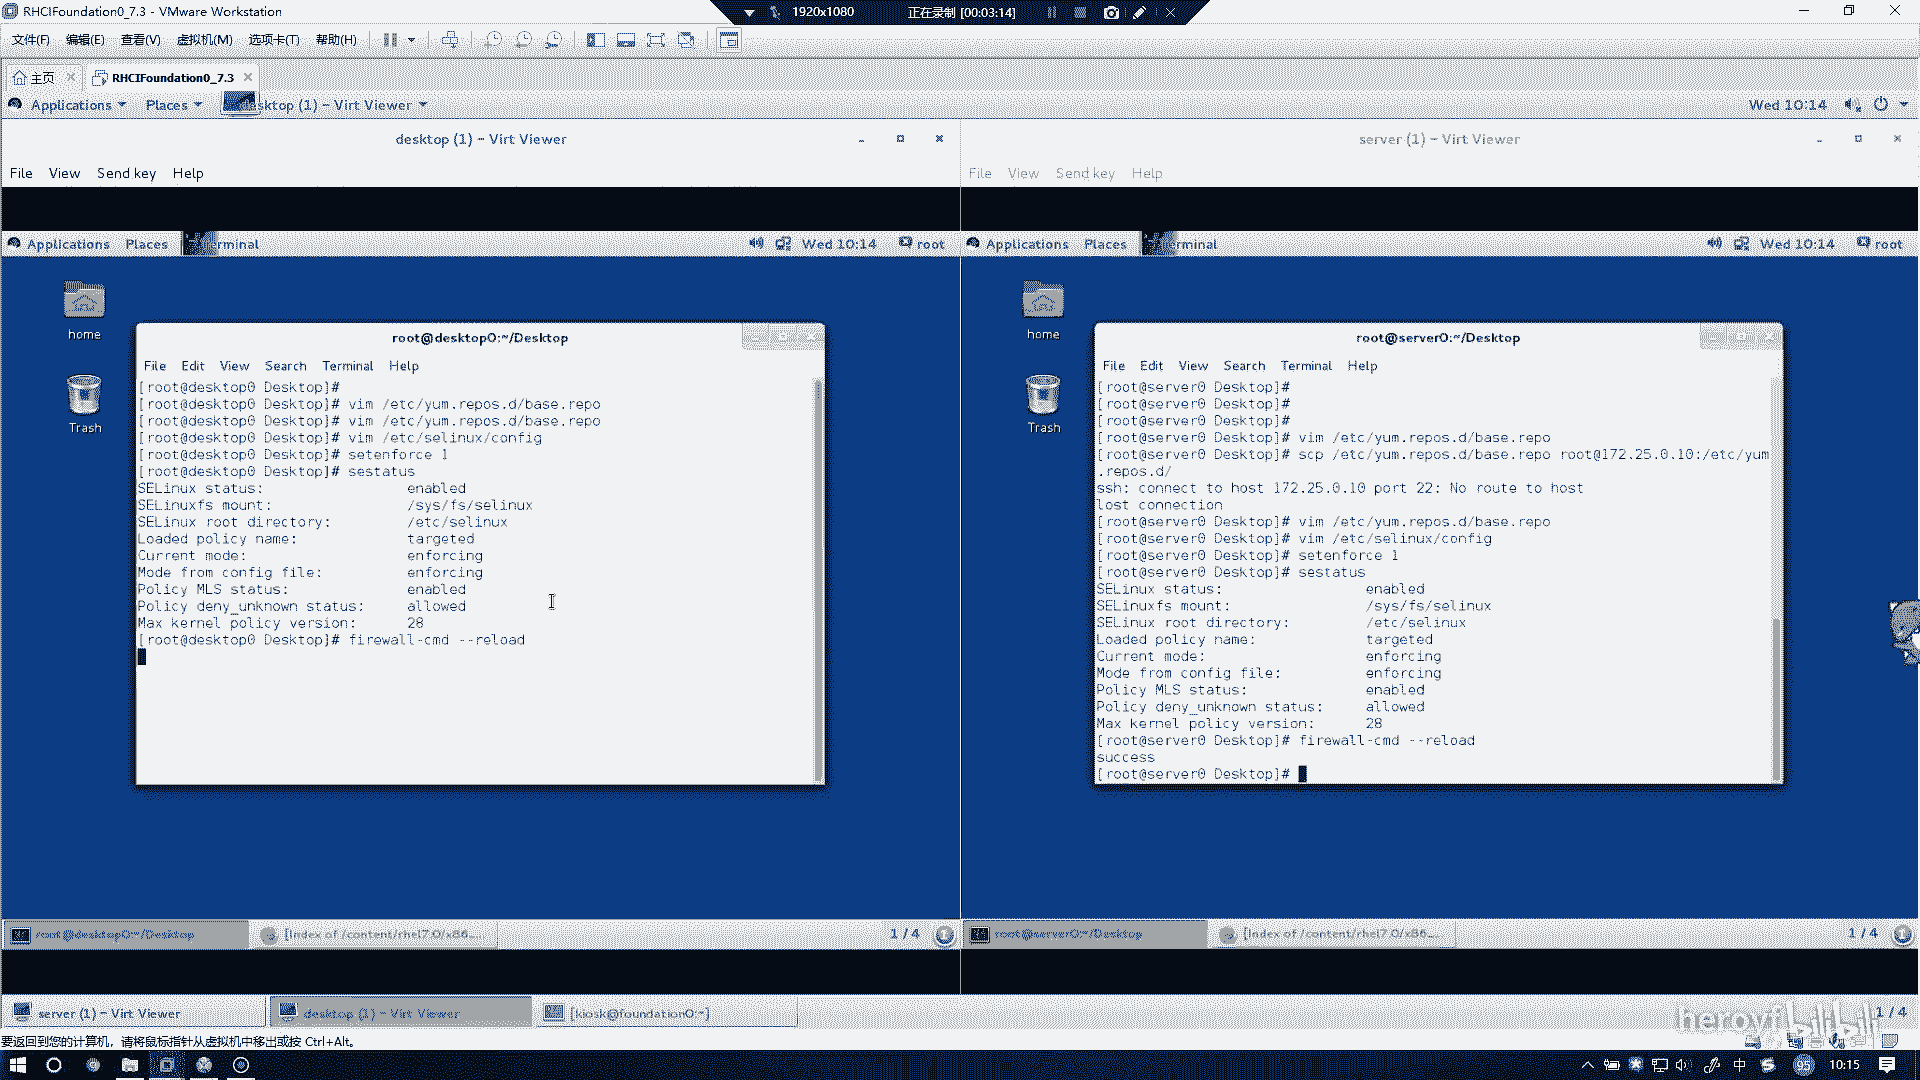 RHCIFoundation0_7.3 - VMware Workstation
1920x1080
正在录制 [00:03:14]
文件(F) 编辑(E) 查看(V) 虚拟机(M) 选项卡(T) 帮助(H)
主页
RHCIFoundation0_7.3
Applications Places desktop (1) - Virt Viewer
Wed 10:14
desktop (1) - Virt Viewer
File View Send key Help
Applications Places Terminal
Wed 10:14 root
home
Trash
root@desktop0:~/Desktop
File Edit View Search Terminal Help
[root@desktop0 Desktop]#
[root@desktop0 Desktop]# vim /etc/yum.repos.d/base.repo
[root@desktop0 Desktop]# vim /etc/yum.repos.d/base.repo
[root@desktop0 Desktop]# vim /etc/selinux/config
[root@desktop0 Desktop]# setenforce 1
[root@desktop0 Desktop]# sestatus
SELinux status: enabled
SELinuxfs mount: /sys/fs/selinux
SELinux root directory: /etc/selinux
Loaded policy name: targeted
Current mode: enforcing
Mode from config file: enforcing
Policy MLS status: enabled
Policy deny_unknown status: allowed
Max kernel policy version: 28
[root@desktop0 Desktop]# firewall-cmd --reload
root@desktop0:~/Desktop
[Index of /content/rhel7.0/x86_...
1 / 4
server (1) - Virt Viewer
File View Send key Help
Applications Places Terminal
Wed 10:14 root
home
Trash
root@server0:~/Desktop
File Edit View Search Terminal Help
[root@server0 Desktop]#
[root@server0 Desktop]#
[root@server0 Desktop]#
[root@server0 Desktop]# vim /etc/yum.repos.d/base.repo
[root@server0 Desktop]# scp /etc/yum.repos.d/base.repo root@172.25.0.10:/etc/yum
.repos.d/
ssh: connect to host 172.25.0.10 port 22: No route to host
lost connection
[root@server0 Desktop]# vim /etc/yum.repos.d/base.repo
[root@server0 Desktop]# vim /etc/selinux/config
[root@server0 Desktop]# setenforce 1
[root@server0 Desktop]# sestatus
SELinux status: enabled
SELinuxfs mount: /sys/fs/selinux
SELinux root directory: /etc/selinux
Loaded policy name: targeted
Current mode: enforcing
Mode from config file: enforcing
Policy MLS status: enabled
Policy deny_unknown status: allowed
Max kernel policy version: 28
[root@server0 Desktop]# firewall-cmd --reload
success
[root@server0 Desktop]#
root@server0:~/Desktop
[Index of /content/rhel7.0/x86_...
1 / 4
server (1) - Virt Viewer
desktop (1) - Virt Viewer
[kiosk@foundation0:~]
1 / 4
bilibili
要返回到您的计算机，请将鼠标指针从虚拟机中移出或按 Ctrl+Alt。
中
95
10:15